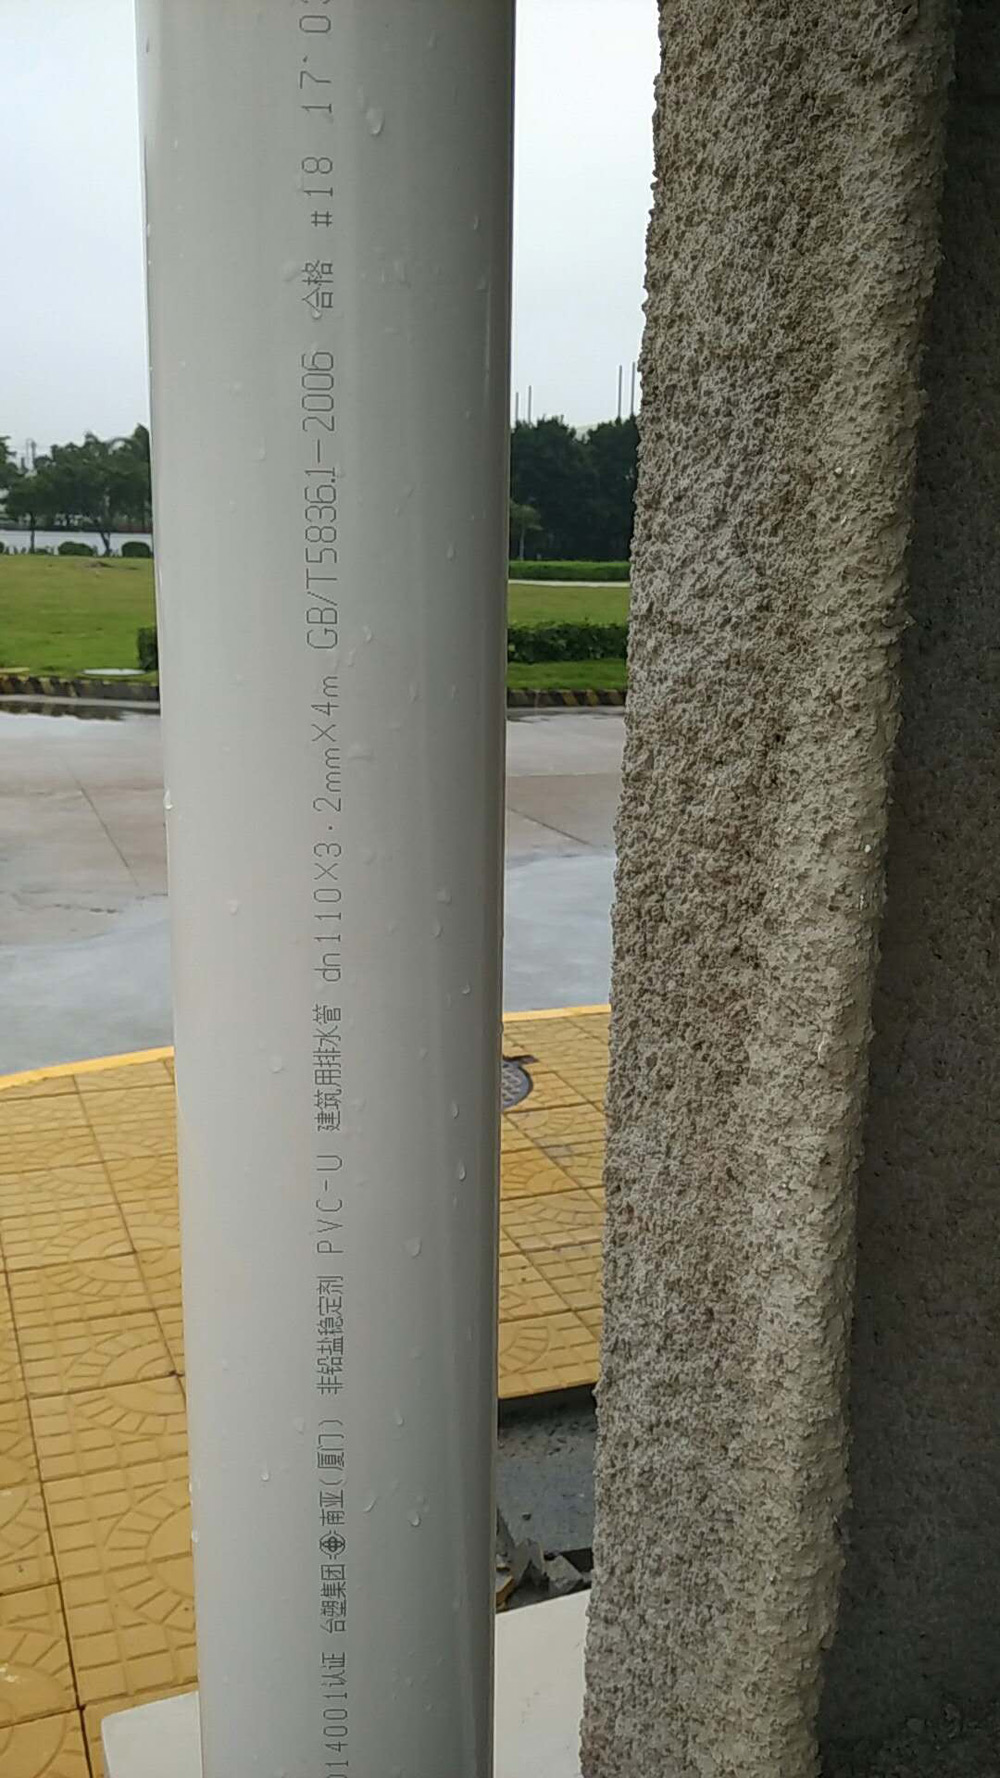 014001认证 台塑集团 南亚(厦门) 非铅盐稳定剂 PVC-U 建筑用排水管 dn110×3.2mm×4m GB/T5836.1-2006 合格 #18 17' 03